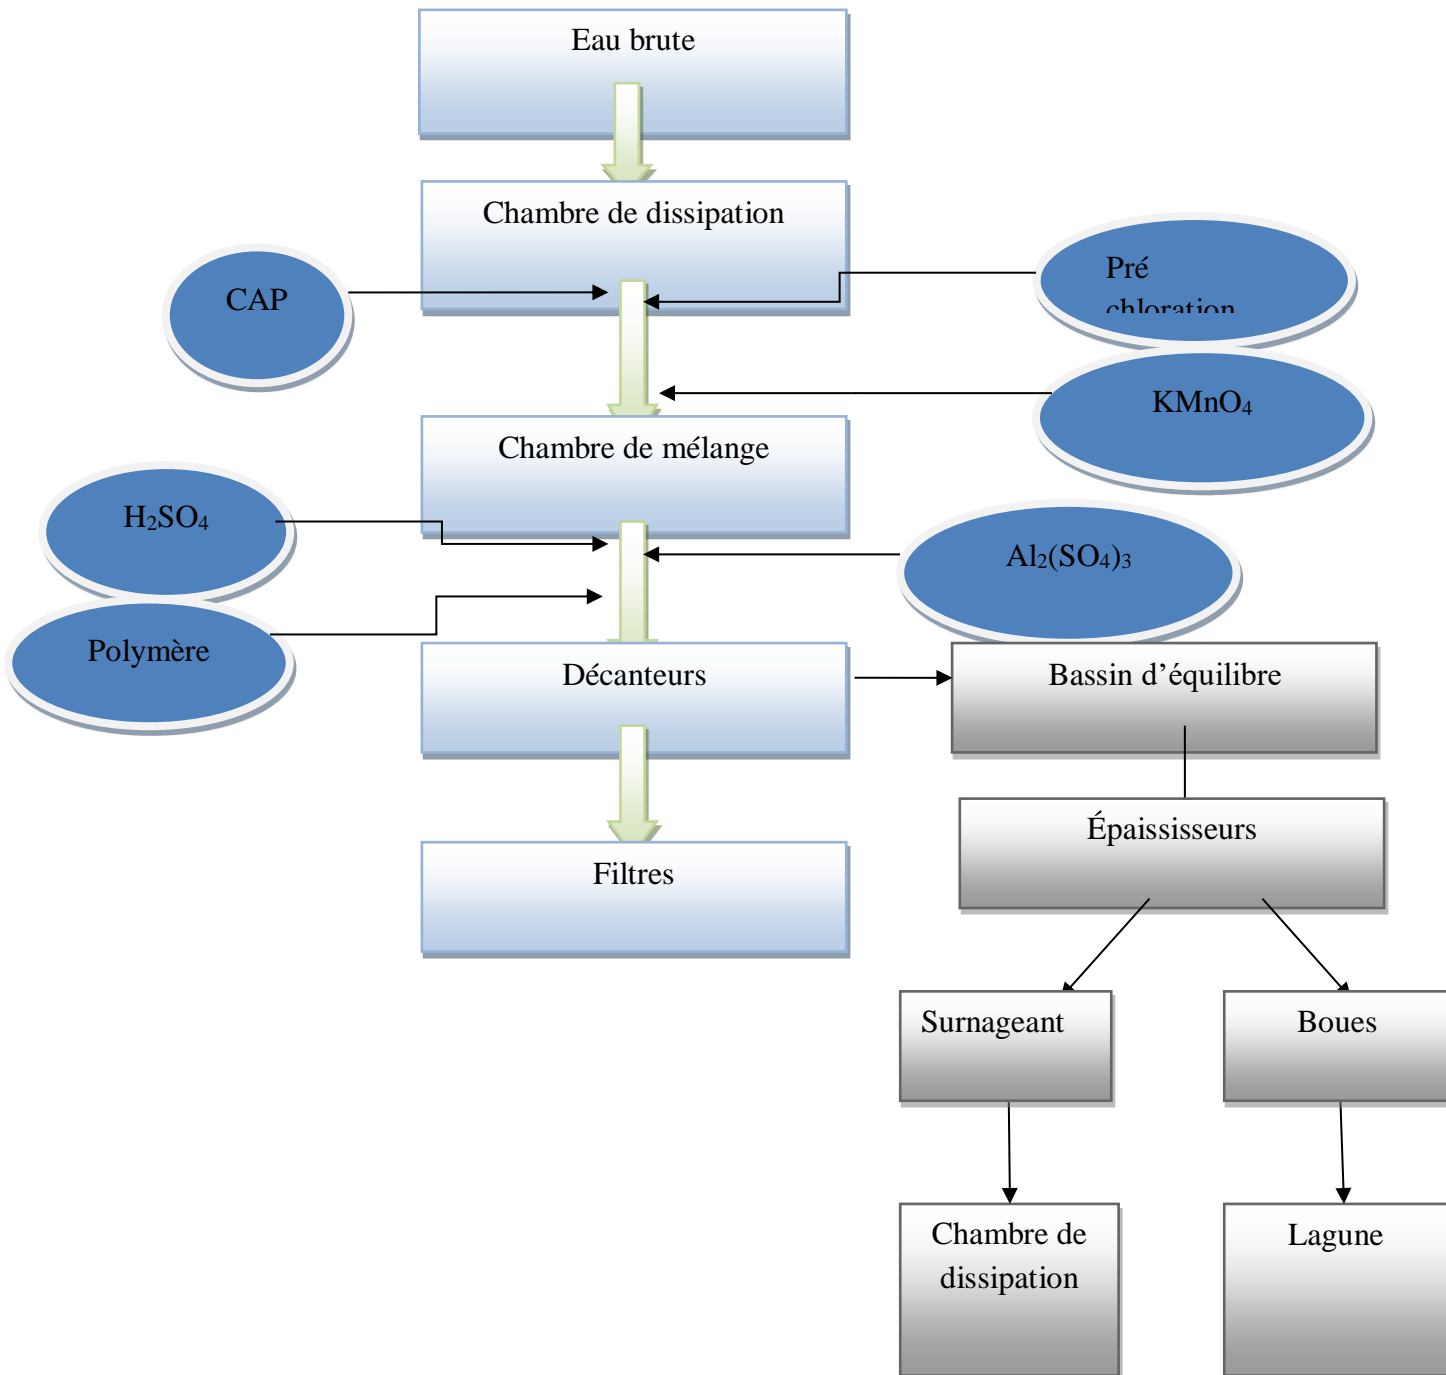 Eau brute
Chambre de dissipation
CAP
Pré
chloration
KMnO₄
Chambre de mélange
H₂SO₄
Al₂(SO₄)₃
Polymère
Décanteurs
Bassin d’équilibre
Épaississeurs
Filtres
Surnageant
Boues
Chambre de
dissipation
Lagune